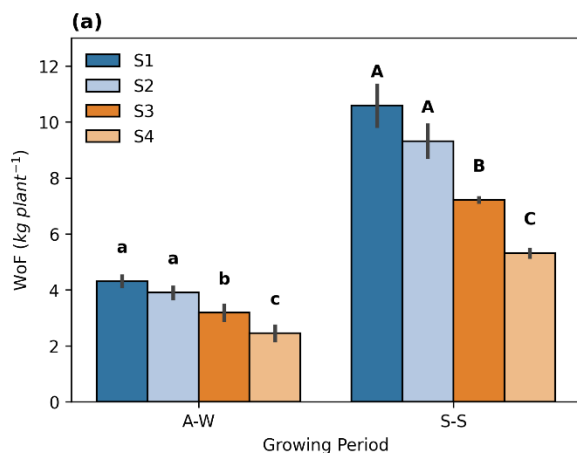 (a)
WoF (kg plant⁻¹)
12
10
8
6
4
2
0
S1
S2
S3
S4
a
a
b
c
A
A
B
C
A-W
S-S
Growing Period